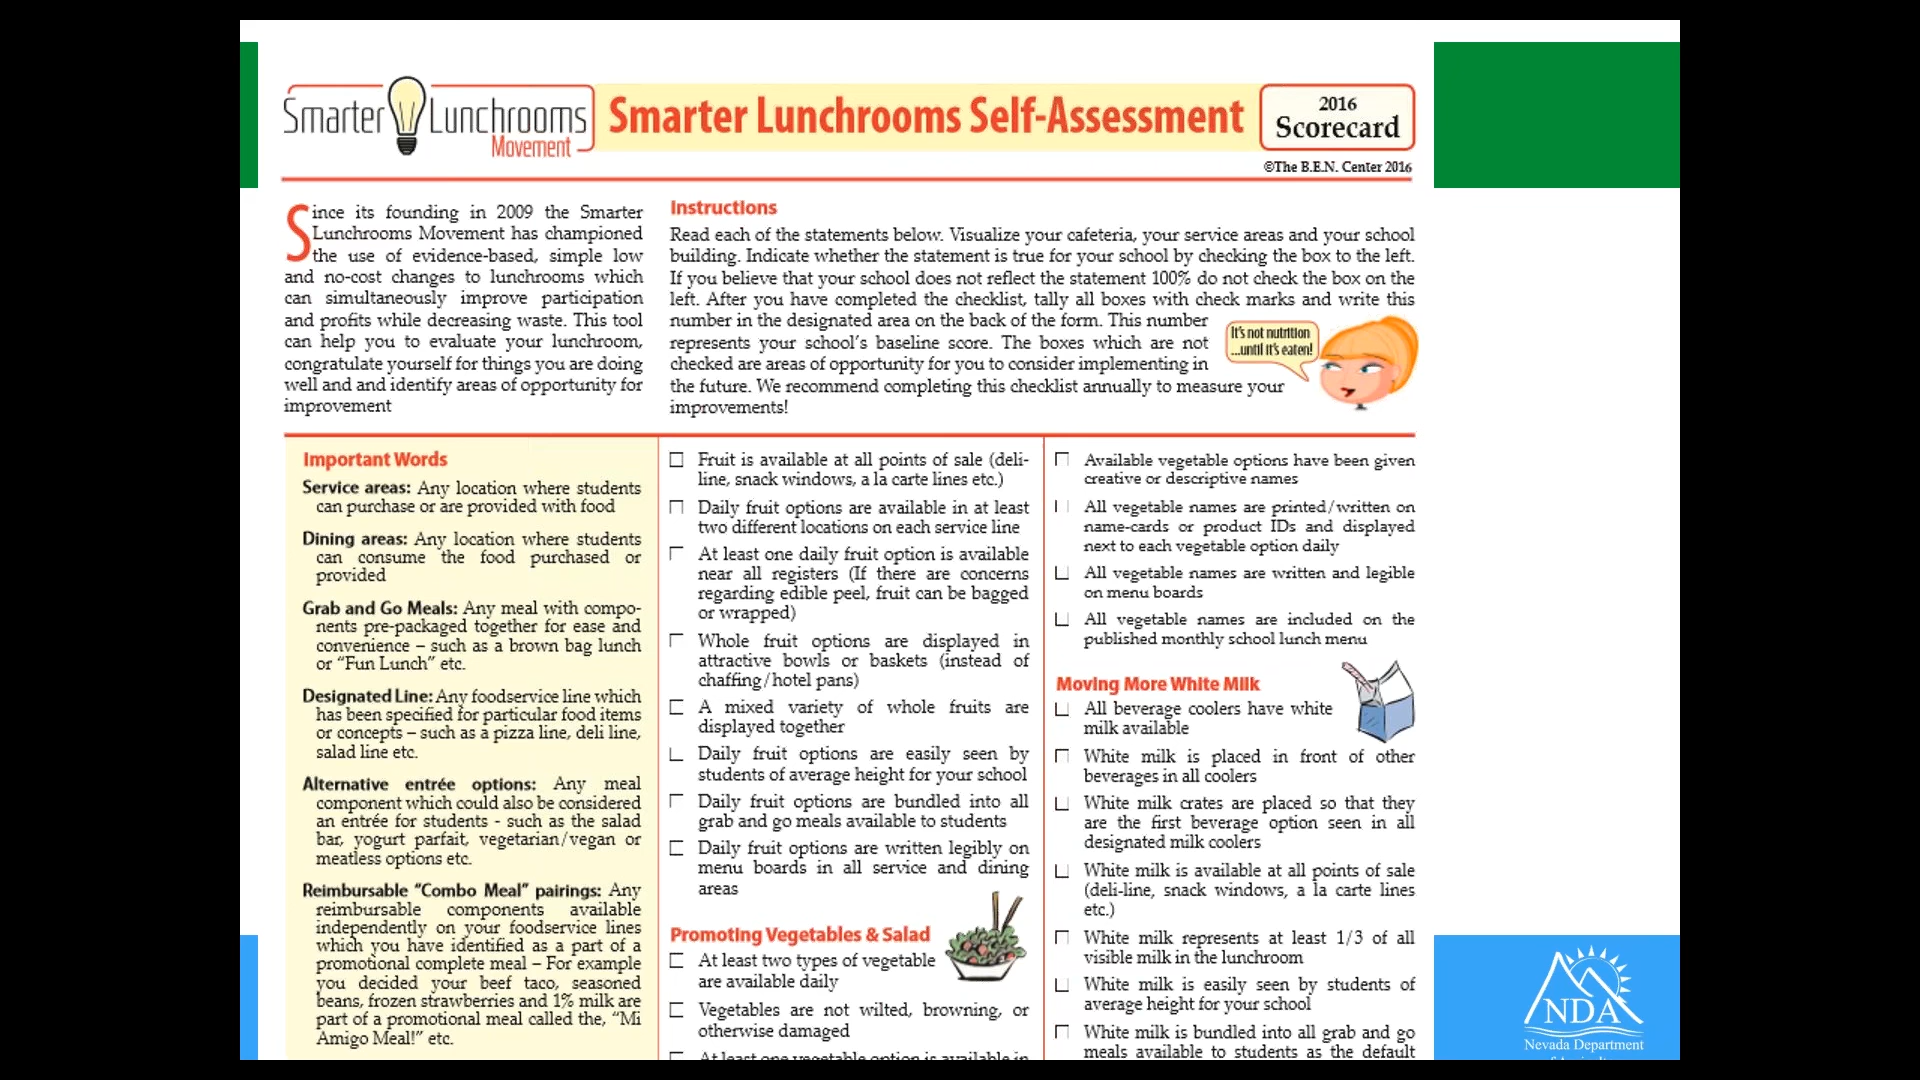 Smarter Lunchrooms
Movement
Smarter Lunchrooms Self-Assessment
2016
Scorecard
©The B.E.N. Center 2016
Since its founding in 2009 the Smarter
Lunchrooms Movement has championed
the use of evidence-based, simple low
and no-cost changes to lunchrooms which
can simultaneously improve participation
and profits while decreasing waste. This tool
can help you to evaluate your lunchroom,
congratulate yourself for things you are doing
well and and identify areas of opportunity for
improvement
Instructions
Read each of the statements below. Visualize your cafeteria, your service areas and your school
building. Indicate whether the statement is true for your school by checking the box to the left.
If you believe that your school does not reflect the statement 100% do not check the box on the
left. After you have completed the checklist, tally all boxes with check marks and write this
number in the designated area on the back of the form. This number
represents your school's baseline score. The boxes which are not
checked are areas of opportunity for you to consider implementing in
the future. We recommend completing this checklist annually to measure your
improvements!
It's not nutrition
...until it's eaten!
Important Words
Service areas: Any location where students
can purchase or are provided with food
Dining areas: Any location where students
can consume the food purchased or
provided
Grab and Go Meals: Any meal with compo-
nents pre-packaged together for ease and
convenience – such as a brown bag lunch
or “Fun Lunch” etc.
Designated Line: Any foodservice line which
has been specified for particular food items
or concepts – such as a pizza line, deli line,
salad line etc.
Alternative entrée options: Any meal
component which could also be considered
an entrée for students - such as the salad
bar, yogurt parfait, vegetarian/vegan or
meatless options etc.
Reimbursable “Combo Meal” pairings: Any
reimbursable components available
independently on your foodservice lines
which you have identified as a part of a
promotional complete meal – For example
you decided your beef taco, seasoned
beans, frozen strawberries and 1% milk are
part of a promotional meal called the, “Mi
Amigo Meal!” etc.
Fruit is available at all points of sale (deli-
line, snack windows, a la carte lines etc.)
Daily fruit options are available in at least
two different locations on each service line
At least one daily fruit option is available
near all registers (If there are concerns
regarding edible peel, fruit can be bagged
or wrapped)
Whole fruit options are displayed in
attractive bowls or baskets (instead of
chaffing/hotel pans)
A mixed variety of whole fruits are
displayed together
Daily fruit options are easily seen by
students of average height for your school
Daily fruit options are bundled into all
grab and go meals available to students
Daily fruit options are written legibly on
menu boards in all service and dining
areas
Promoting Vegetables & Salad
At least two types of vegetable
are available daily
Vegetables are not wilted, browning, or
otherwise damaged
At least one vegetable option is available in
Available vegetable options have been given
creative or descriptive names
All vegetable names are printed/written on
name-cards or product IDs and displayed
next to each vegetable option daily
All vegetable names are written and legible
on menu boards
All vegetable names are included on the
published monthly school lunch menu
Moving More White Milk
All beverage coolers have white
milk available
White milk is placed in front of other
beverages in all coolers
White milk crates are placed so that they
are the first beverage option seen in all
designated milk coolers
White milk is available at all points of sale
(deli-line, snack windows, a la carte lines
etc.)
White milk represents at least 1/3 of all
visible milk in the lunchroom
White milk is easily seen by students of
average height for your school
White milk is bundled into all grab and go
meals available to students as the default
NDA
Nevada Department